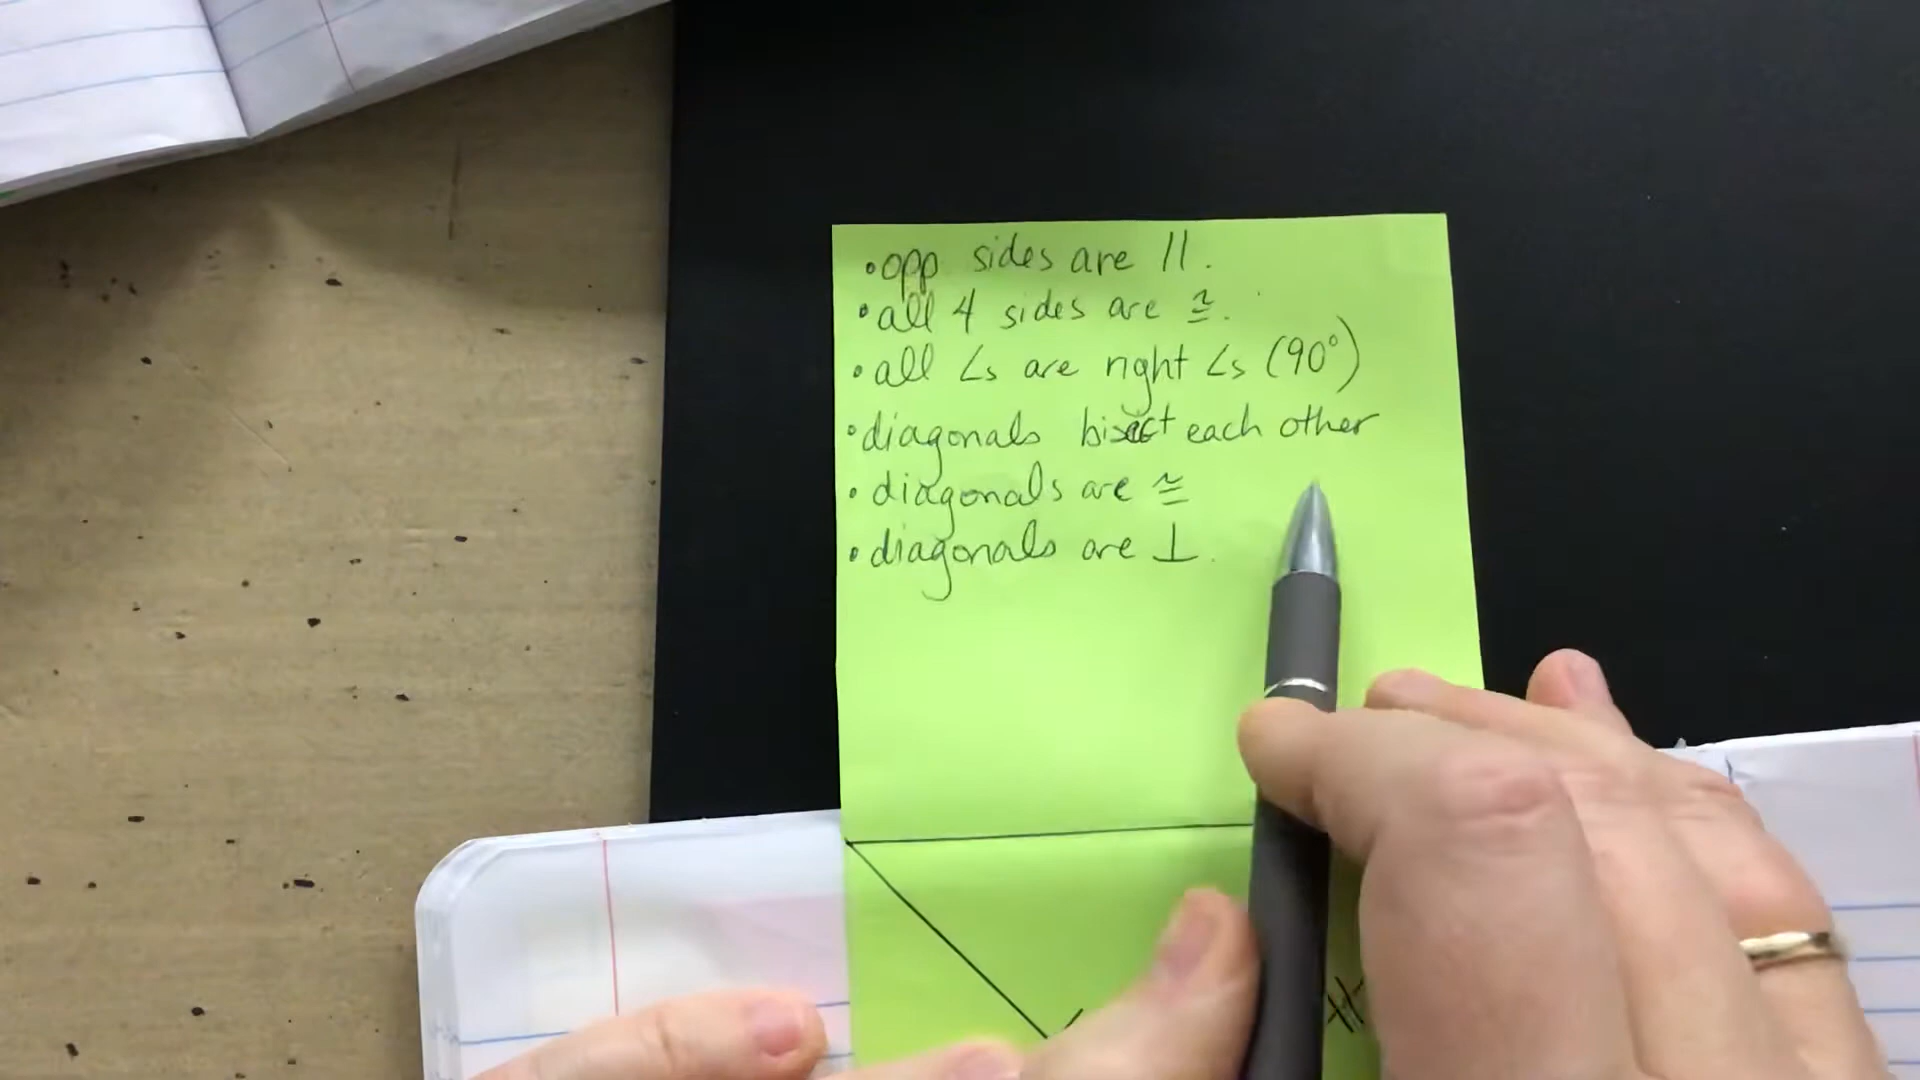 • opp sides are //.
• all 4 sides are ≅.
• all ∠s are right ∠s (90°)
• diagonals bisect each other
• diagonals are ≅
• diagonals are ⊥.